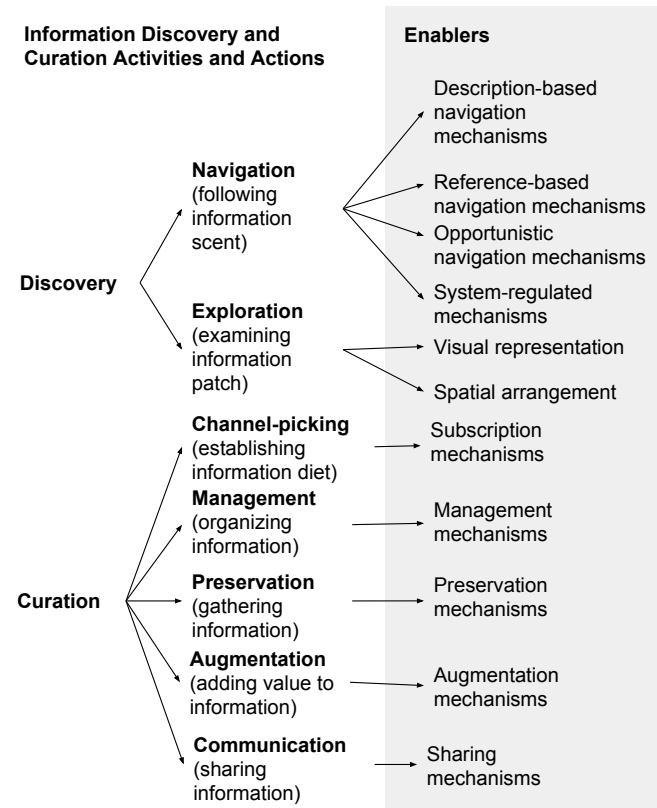 Information Discovery and
Curation Activities and Actions
Enablers
Discovery
Navigation
(following
information
scent)
Description-based
navigation
mechanisms
Reference-based
navigation mechanisms
Opportunistic
navigation mechanisms
System-regulated
mechanisms
Exploration
(examining
information
patch)
Visual representation
Spatial arrangement
Curation
Channel-picking
(establishing
information diet)
Subscription
mechanisms
Management
(organizing
information)
Management
mechanisms
Preservation
(gathering
information)
Preservation
mechanisms
Augmentation
(adding value to
information)
Augmentation
mechanisms
Communication
(sharing
information)
Sharing
mechanisms